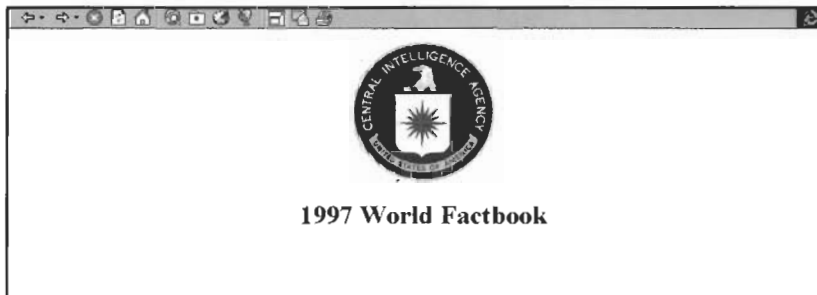 CENTRAL INTELLIGENCE AGENCY
UNITED STATES OF AMERICA
1997 World Factbook